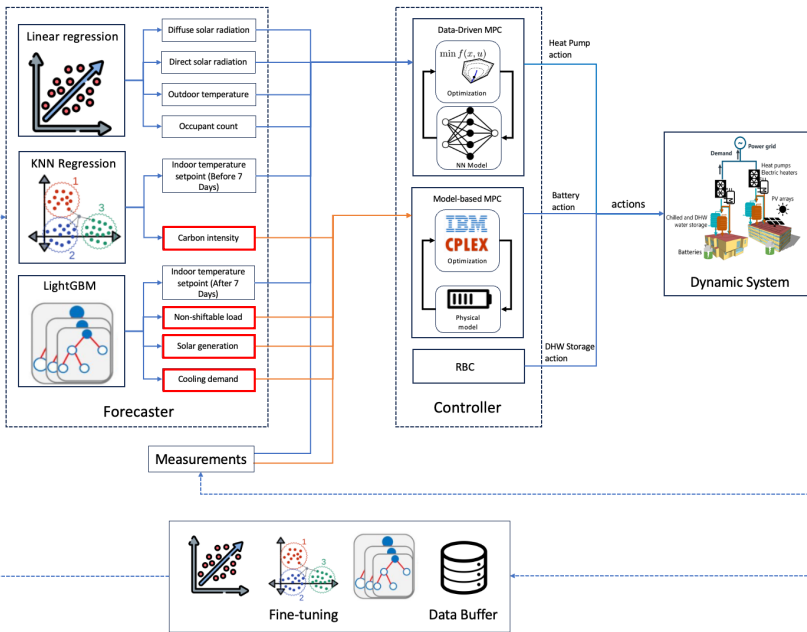 Linear regression
Diffuse solar radiation
Direct solar radiation
Outdoor temperature
Occupant count
KNN Regression
1
3
2
Indoor temperature
setpoint (Before 7
Days)
Carbon intensity
LightGBM
Indoor temperature
setpoint (After 7
Days)
Non-shiftable load
Solar generation
Cooling demand
Forecaster
Measurements
Data-Driven MPC
min f(x, u)
Optimization
NN Model
Model-based MPC
IBM
CPLEX
Optimization
Physical
model
RBC
Controller
Heat Pump
action
Battery
action
DHW Storage
action
actions
Power grid
Demand
Heat pumps
Electric heaters
PV arrays
Chilled and DHW
water storage
Batteries
Dynamic System
1
3
2
Fine-tuning
Data Buffer